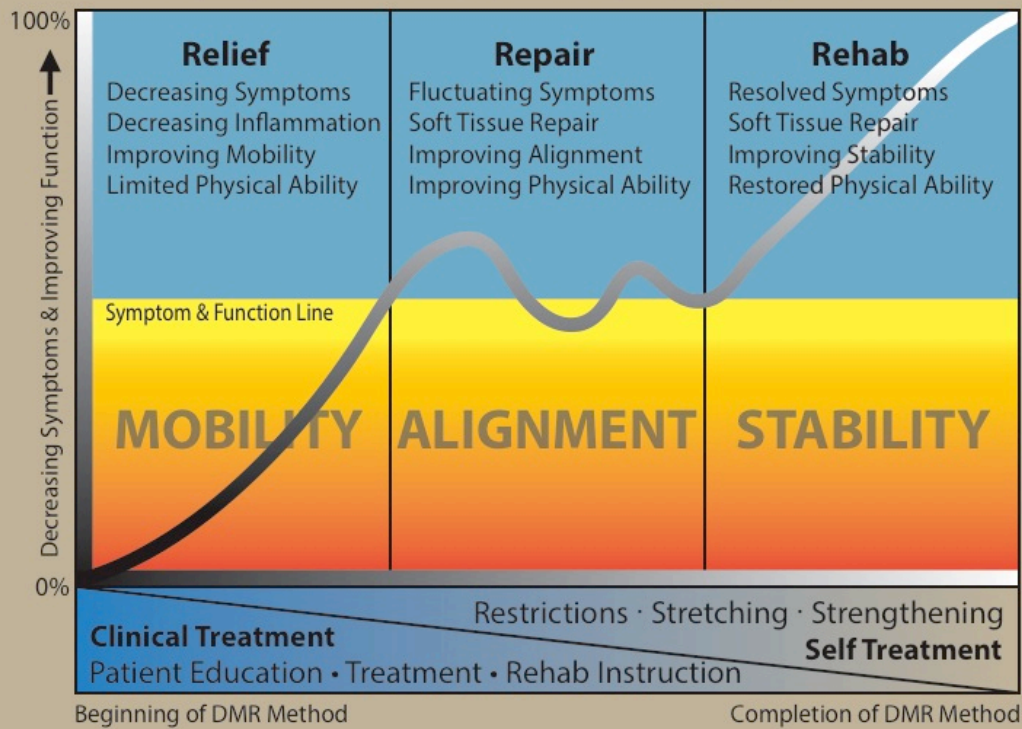 100%
Decreasing Symptoms & Improving Function
0%
Relief
Decreasing Symptoms
Decreasing Inflammation
Improving Mobility
Limited Physical Ability
Repair
Fluctuating Symptoms
Soft Tissue Repair
Improving Alignment
Improving Physical Ability
Rehab
Resolved Symptoms
Soft Tissue Repair
Improving Stability
Restored Physical Ability
Symptom & Function Line
MOBILITY
ALIGNMENT
STABILITY
Restrictions · Stretching · Strengthening
Self Treatment
Clinical Treatment
Patient Education • Treatment • Rehab Instruction
Beginning of DMR Method
Completion of DMR Method